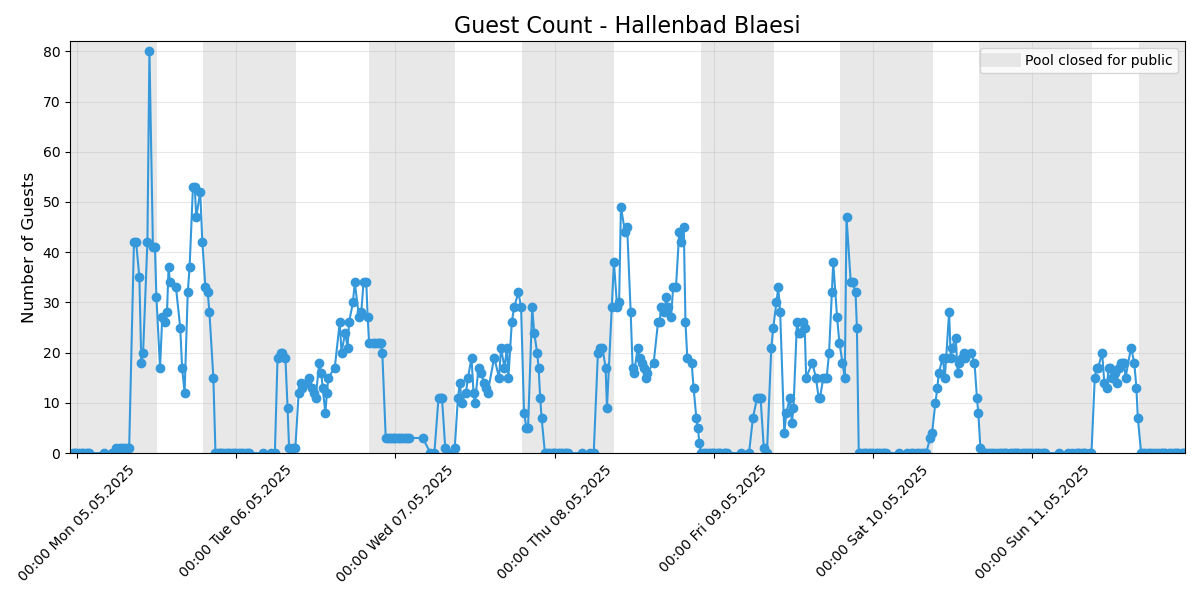 Guest Count - Hallenbad Blaesi
Pool closed for public
Number of Guests
80
70
60
50
40
30
20
10
0
00:00 Mon 05.05.2025
00:00 Tue 06.05.2025
00:00 Wed 07.05.2025
00:00 Thu 08.05.2025
00:00 Fri 09.05.2025
00:00 Sat 10.05.2025
00:00 Sun 11.05.2025